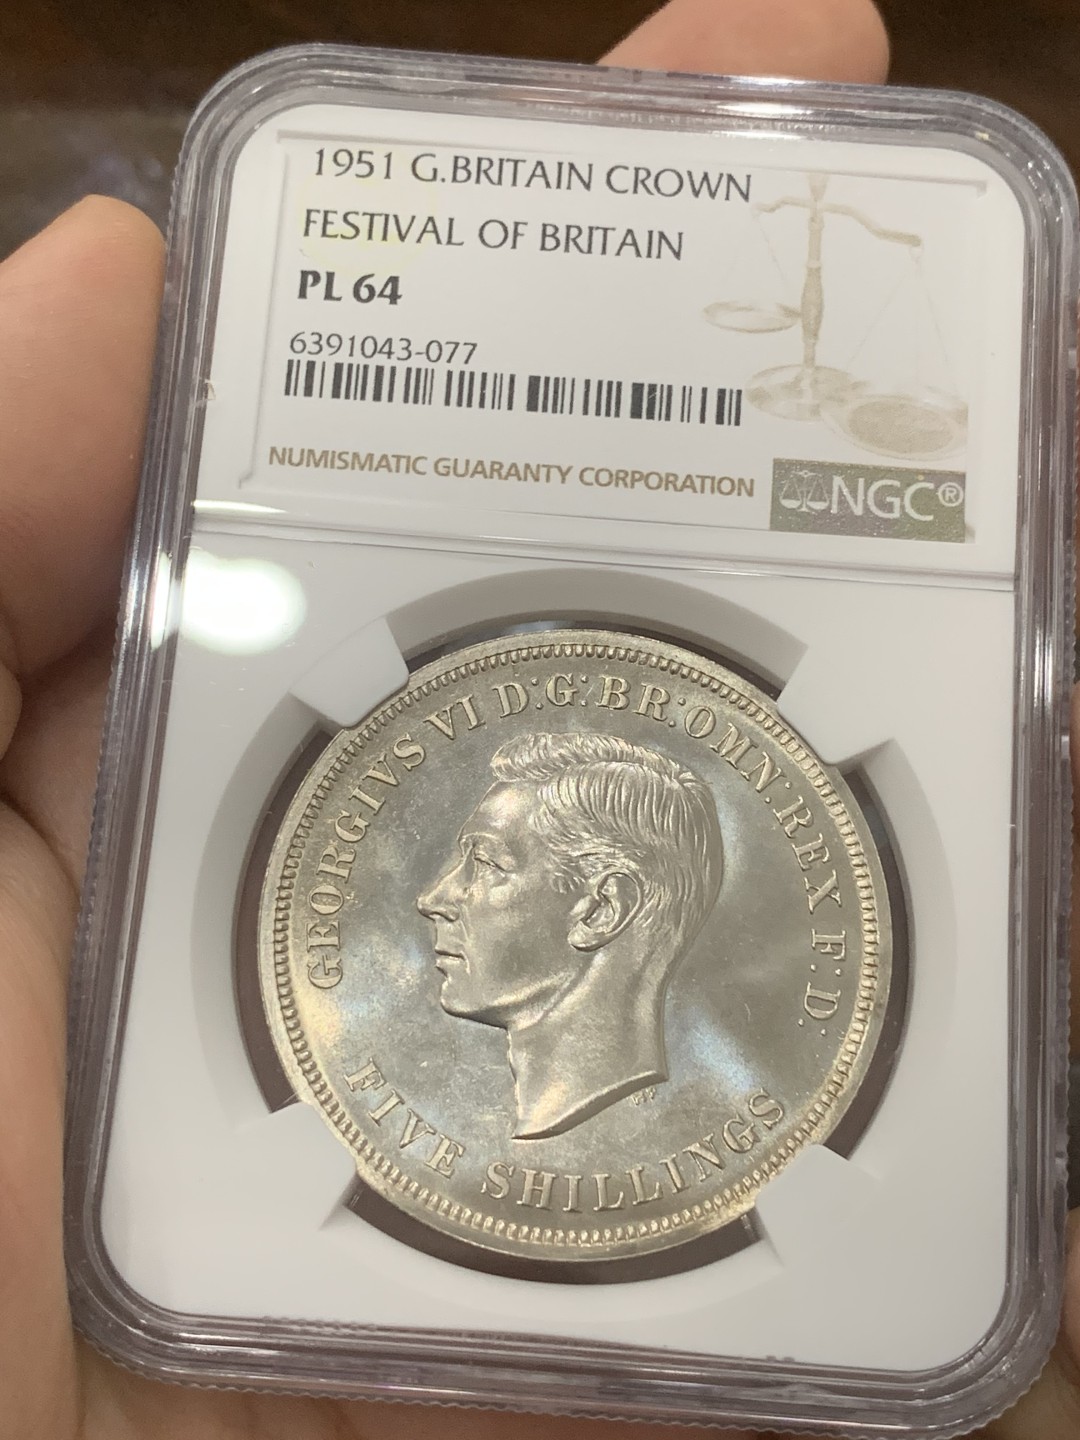 1951 G.BRITAIN CROWN
FESTIVAL OF BRITAIN
PL 64
6391043-077
NUMISMATIC GUARANTY CORPORATION
NGC®
GEORGIVS VI D:G:BR:OMN:REX F:D:
HP
FIVE SHILLINGS